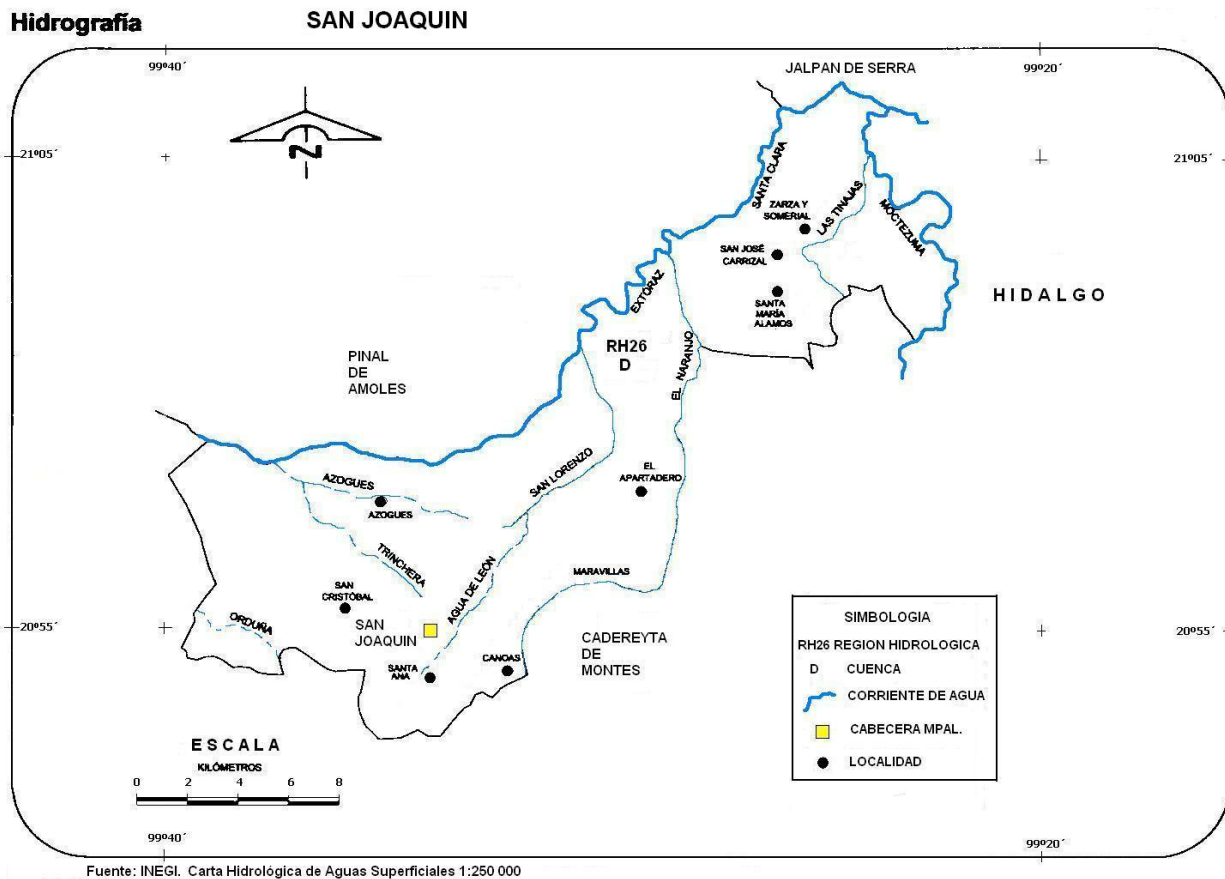 Hidrografía
SAN JOAQUIN
99º40´
JALPAN DE SERRA
99º20´
N
21º05´
21º05´
SANTA CLARA
ZARZA Y
SOMERIAL
LAS TINAJAS
MOCTEZUMA
SAN JOSÉ
CARRIZAL
EXTÓRAZ
SANTA
MARÍA
ALAMOS
HIDALGO
RH26
D
EL NARANJO
PINAL
DE
AMOLES
AZOGUES
AZOGUES
SAN LORENZO
EL
APARTADERO
TRINCHERA
AGUA DE LEÓN
MARAVILLAS
SAN
CRISTÓBAL
ORDUÑA
SAN
JOAQUIN
SANTA
ANA
CANOAS
CADEREYTA
DE
MONTES
20º55´
20º55´
SIMBOLOGIA
RH26 REGION HIDROLOGICA
D CUENCA
CORRIENTE DE AGUA
CABECERA MPAL.
LOCALIDAD
ESCALA
KILÓMETROS
0 2 4 6 8
99º40´
99º20´
Fuente: INEGI. Carta Hidrológica de Aguas Superficiales 1:250 000